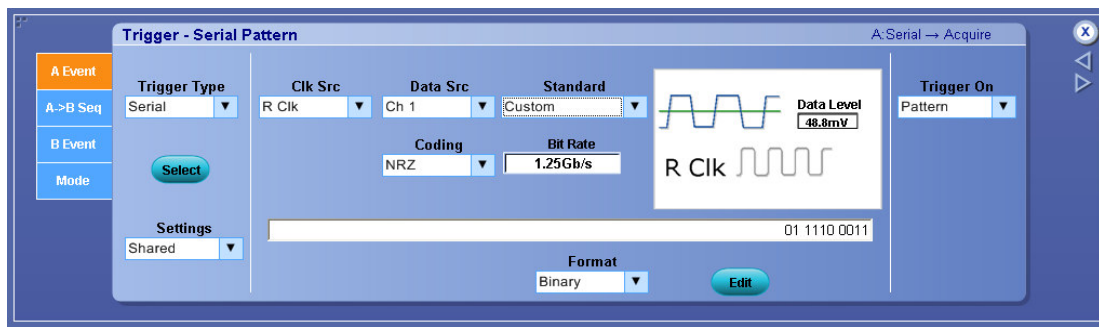 Trigger - Serial Pattern
A:Serial → Acquire
X
A Event
A->B Seq
B Event
Mode
Trigger Type
Serial
Select
Settings
Shared
Clk Src
R Clk
Data Src
Ch 1
Standard
Custom
Coding
NRZ
Bit Rate
1.25Gb/s
Data Level
48.8mV
R Clk
01 1110 0011
Format
Binary
Edit
Trigger On
Pattern